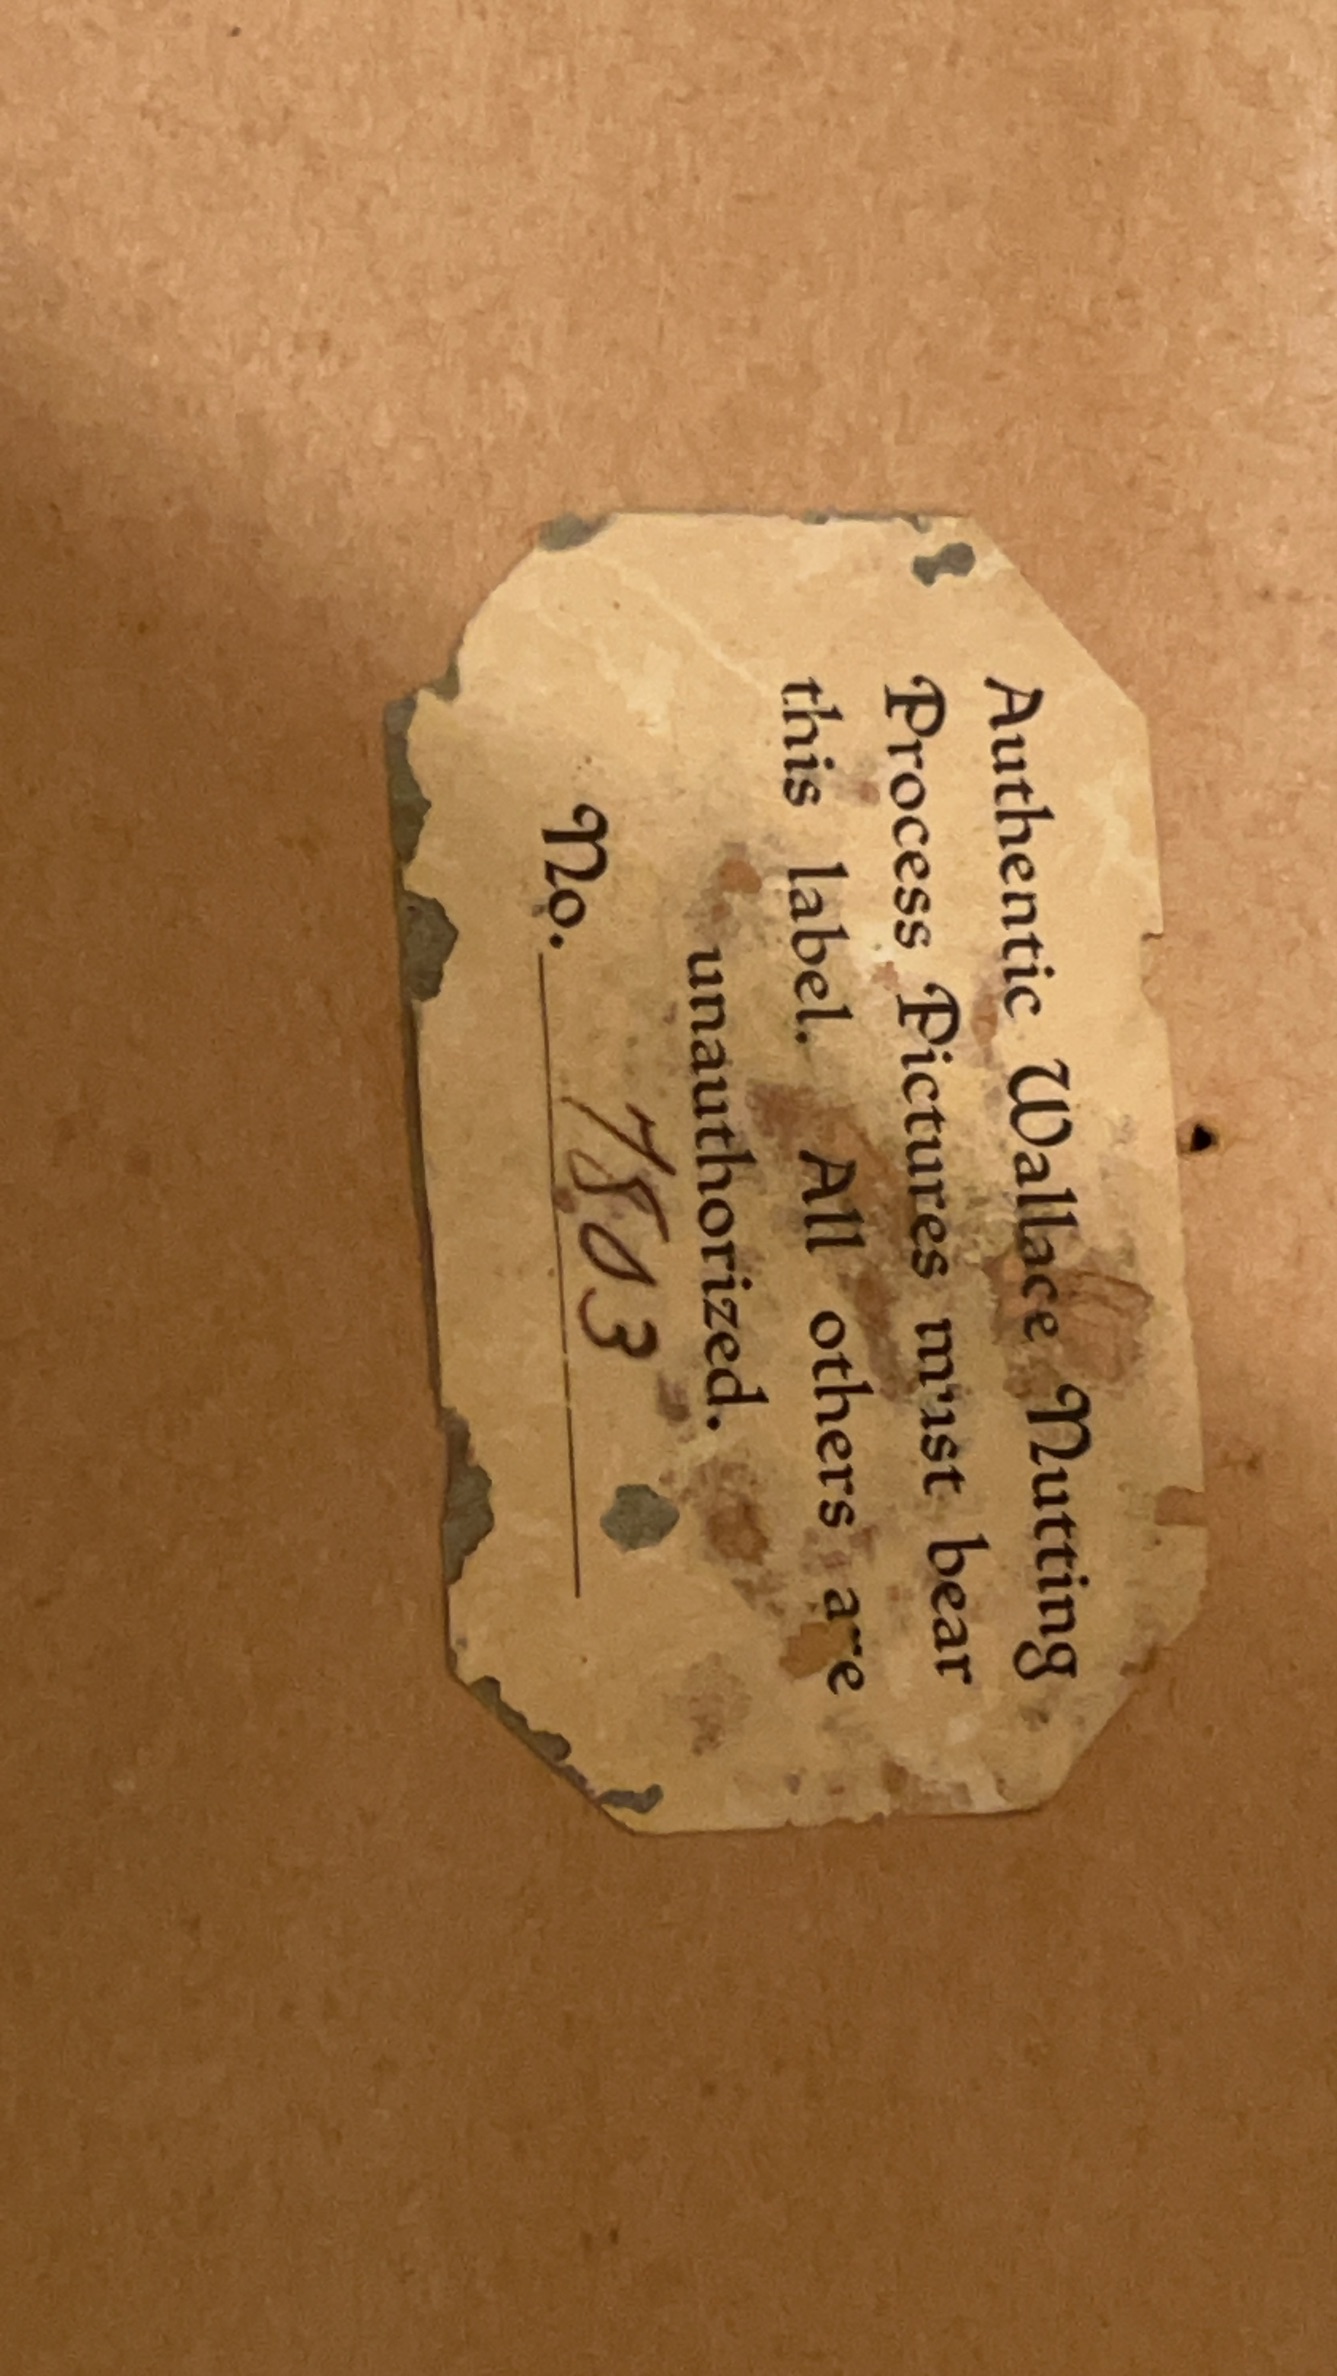 Authentic Wallace Nutting
Process Pictures must bear
this label. All others are
unauthorized.
No. 7803